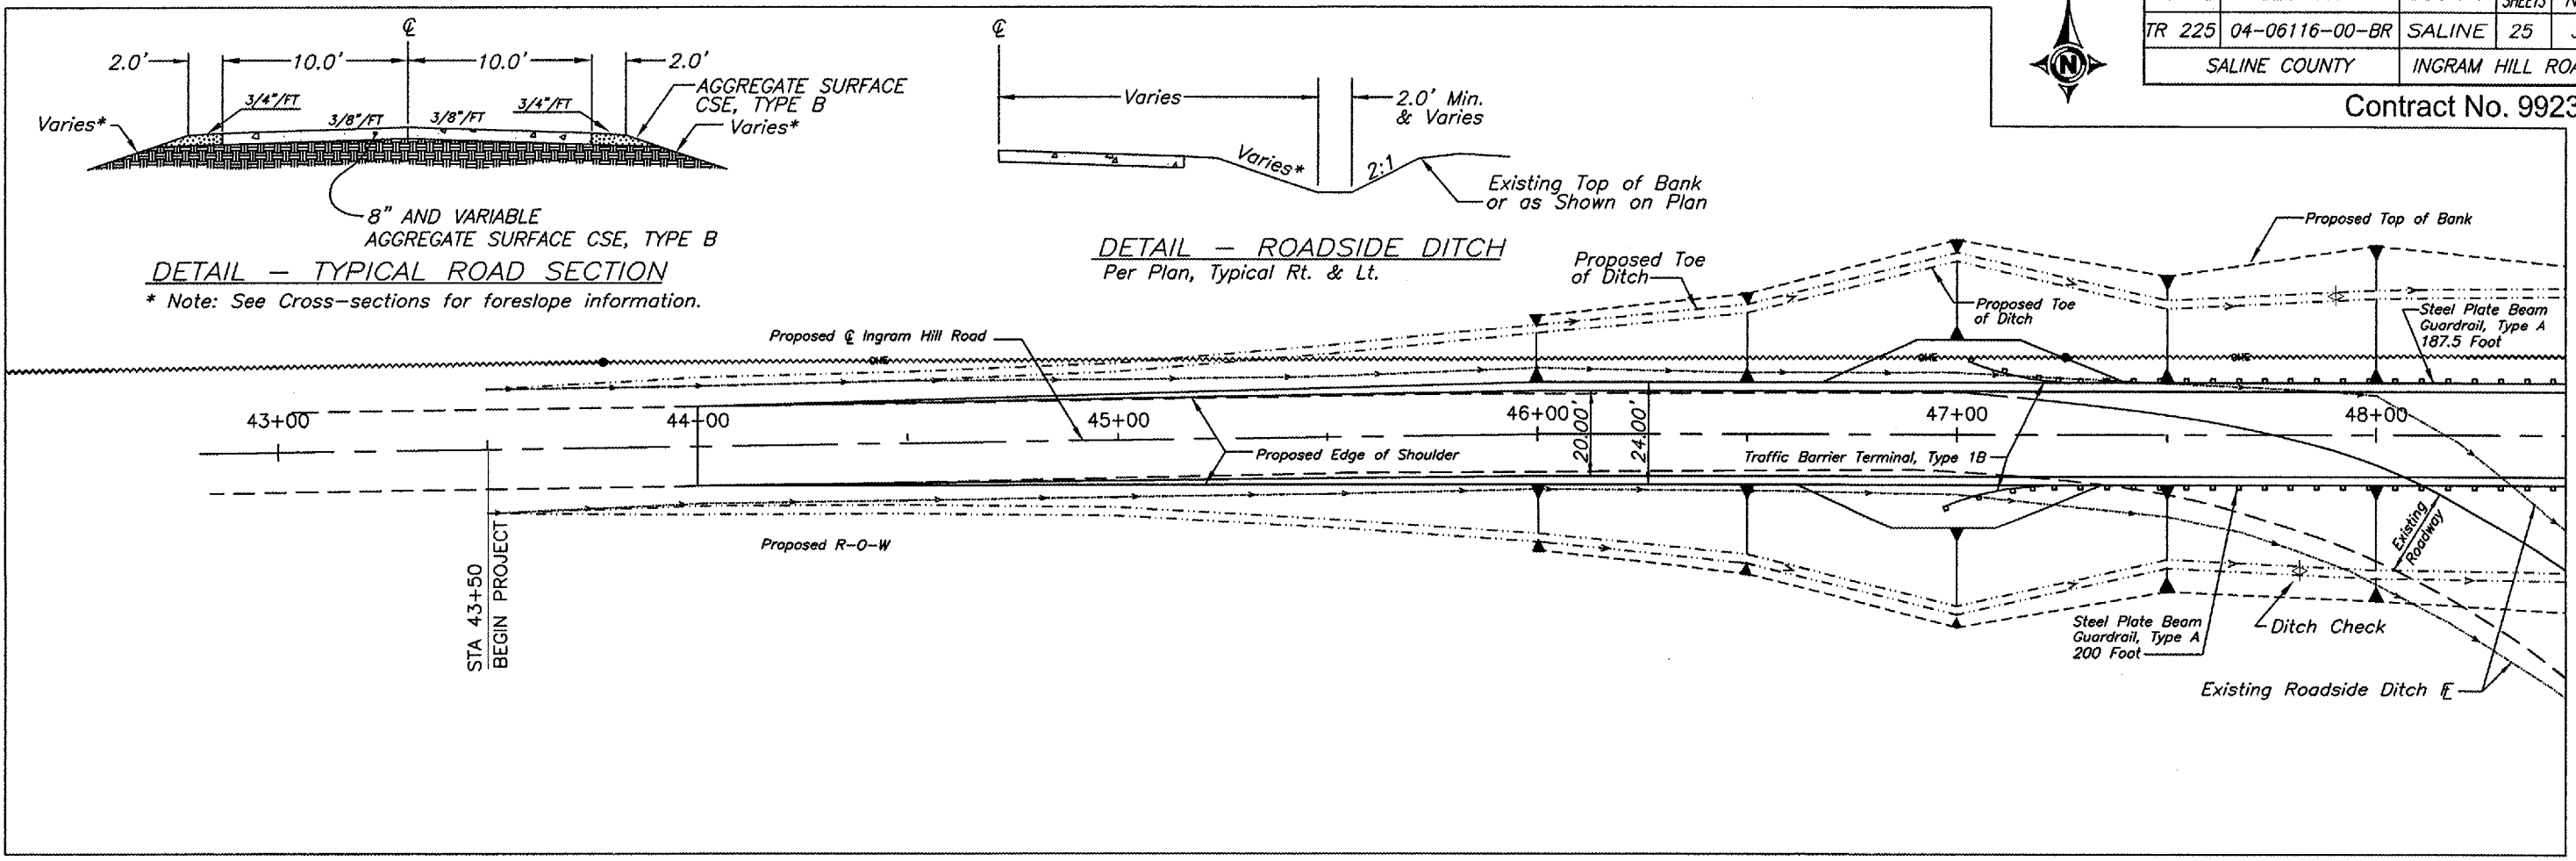 TR 225 04-06116-00-BR SALINE 25
SALINE COUNTY INGRAM HILL
Contract No. 9923
N
℄
2.0' 10.0' 10.0' 2.0'
3/4"/FT 3/8"/FT 3/8"/FT 3/4"/FT
Varies*
AGGREGATE SURFACE
CSE, TYPE B
Varies*
8" AND VARIABLE
AGGREGATE SURFACE CSE, TYPE B
DETAIL - TYPICAL ROAD SECTION
* Note: See Cross-sections for foreslope information.
℄
Varies
2.0' Min.
& Varies
Varies*
2:1
Existing Top of Bank
or as Shown on Plan
DETAIL - ROADSIDE DITCH
Per Plan, Typical Rt. & Lt.
Proposed Toe
of Ditch
Proposed Top of Bank
Proposed Toe
of Ditch
Steel Plate Beam
Guardrail, Type A
187.5 Foot
Proposed ℄ Ingram Hill Road
OHE
OHE
OHE
43+00 44+00 45+00 46+00 47+00 48+00
20.00'
24.00'
Proposed Edge of Shoulder
Traffic Barrier Terminal, Type 1B
Existing
Roadway
Proposed R-O-W
STA 43+50
BEGIN PROJECT
Steel Plate Beam
Guardrail, Type A
200 Foot
Ditch Check
Existing Roadside Ditch